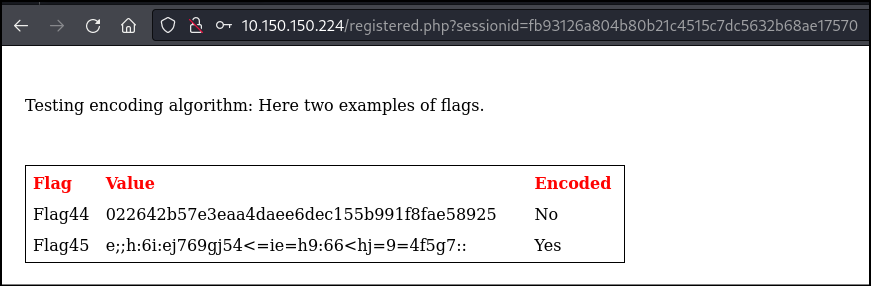 10.150.150.224/registered.php?sessionid=fb93126a804b80b21c4515c7dc5632b68ae17570
Testing encoding algorithm: Here two examples of flags.
Flag Value Encoded
Flag44 022642b57e3eaa4daee6dec155b991f8fae58925 No
Flag45 e;;h:6i:ej769gj54<=ie=h9:66<hj=9=4f5g7:: Yes